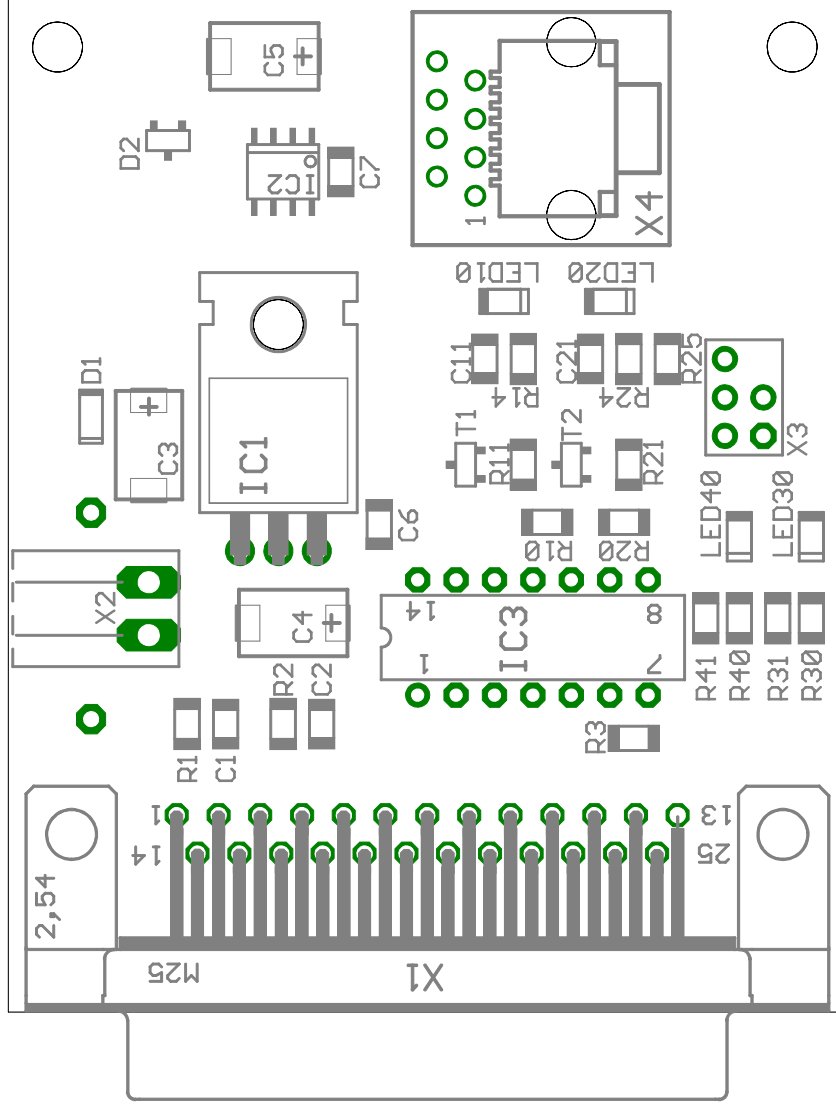 C5
D2
IC2
C7
1
X4
LED10
LED20
D1
C3
IC1
C11
R14
C21
R24
R25
X3
T1
R11
T2
R21
C6
R10
R20
LED40
LED30
X2
C4
14
IC3
8
1
7
R41
R40
R31
R30
R2
C2
R1
C1
R3
1
13
14
25
2,54
M25
X1